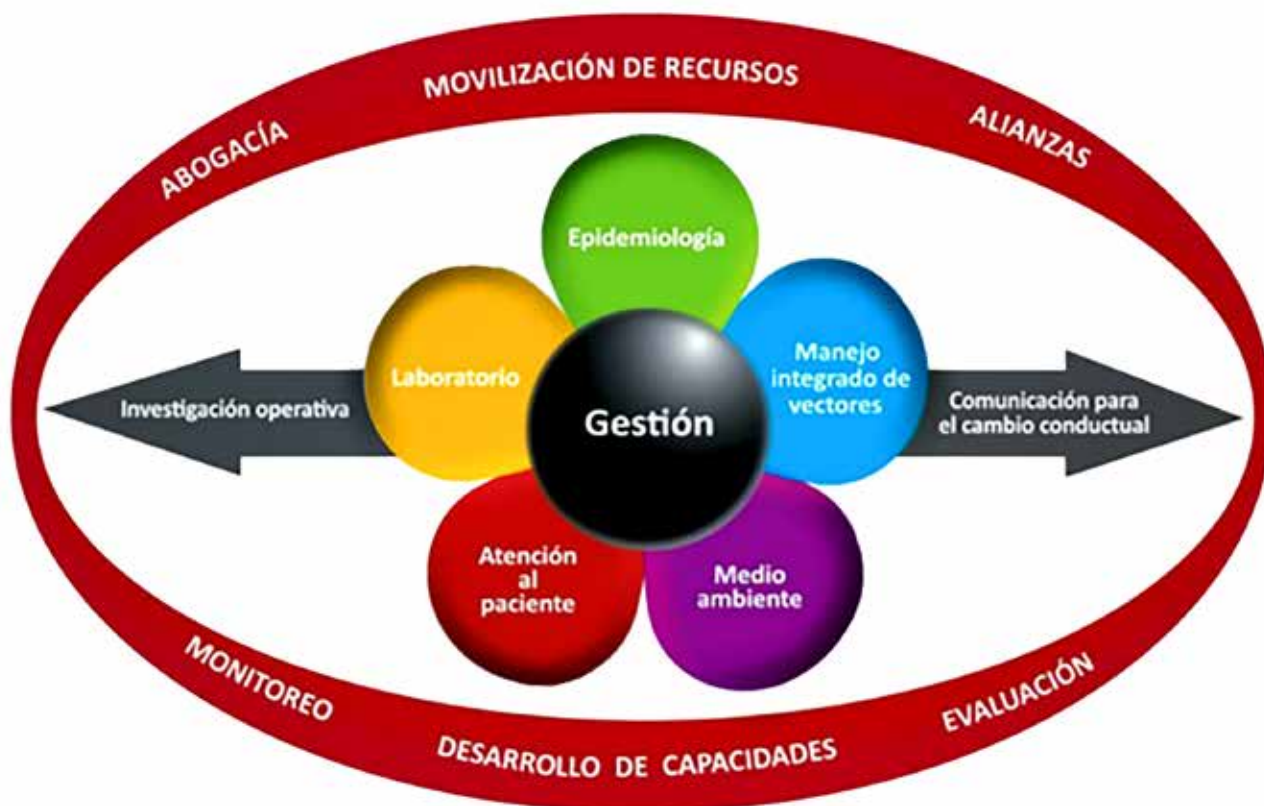 MOVILIZACIÓN DE RECURSOS
ABOGACÍA
ALIANZAS
Epidemiología
Laboratorio
Manejo
integrado de
vectores
Investigación operativa
Gestión
Comunicación para
el cambio conductual
Atención
al
paciente
Medio
ambiente
MONITOREO
DESARROLLO DE CAPACIDADES
EVALUACIÓN